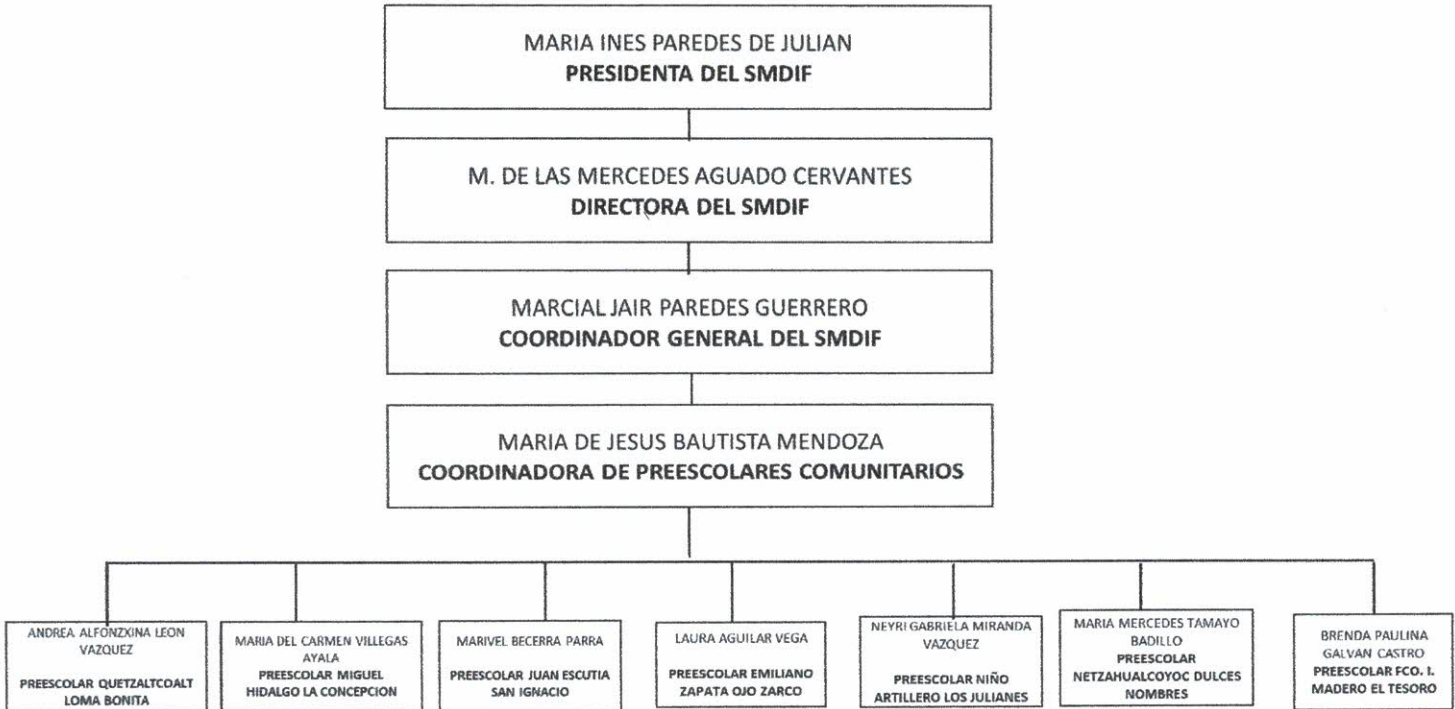 MARIA INES PAREDES DE JULIAN
PRESIDENTA DEL SMDIF
M. DE LAS MERCEDES AGUADO CERVANTES
DIRECTORA DEL SMDIF
MARCIAL JAIR PAREDES GUERRERO
COORDINADOR GENERAL DEL SMDIF
MARIA DE JESUS BAUTISTA MENDOZA
COORDINADORA DE PREESCOLARES COMUNITARIOS
ANDREA ALFONZXINA LEON
VAZQUEZ
PREESCOLAR QUETZALTCOALT
LOMA BONITA
MARIA DEL CARMEN VILLEGAS
AYALA
PREESCOLAR MIGUEL
HIDALGO LA CONCEPCION
MARIVEL BECERRA PARRA
PREESCOLAR JUAN ESCUTIA
SAN IGNACIO
LAURA AGUILAR VEGA
PREESCOLAR EMILIANO
ZAPATA OJO ZARCO
NEYRI GABRIELA MIRANDA
VAZQUEZ
PREESCOLAR NIÑO
ARTILLERO LOS JULIANES
MARIA MERCEDES TAMAYO
BADILLO
PREESCOLAR
NETZAHUALCOYOC DULCES
NOMBRES
BRENDA PAULINA
GALVAN CASTRO
PREESCOLAR FCO. I.
MADERO EL TESORO